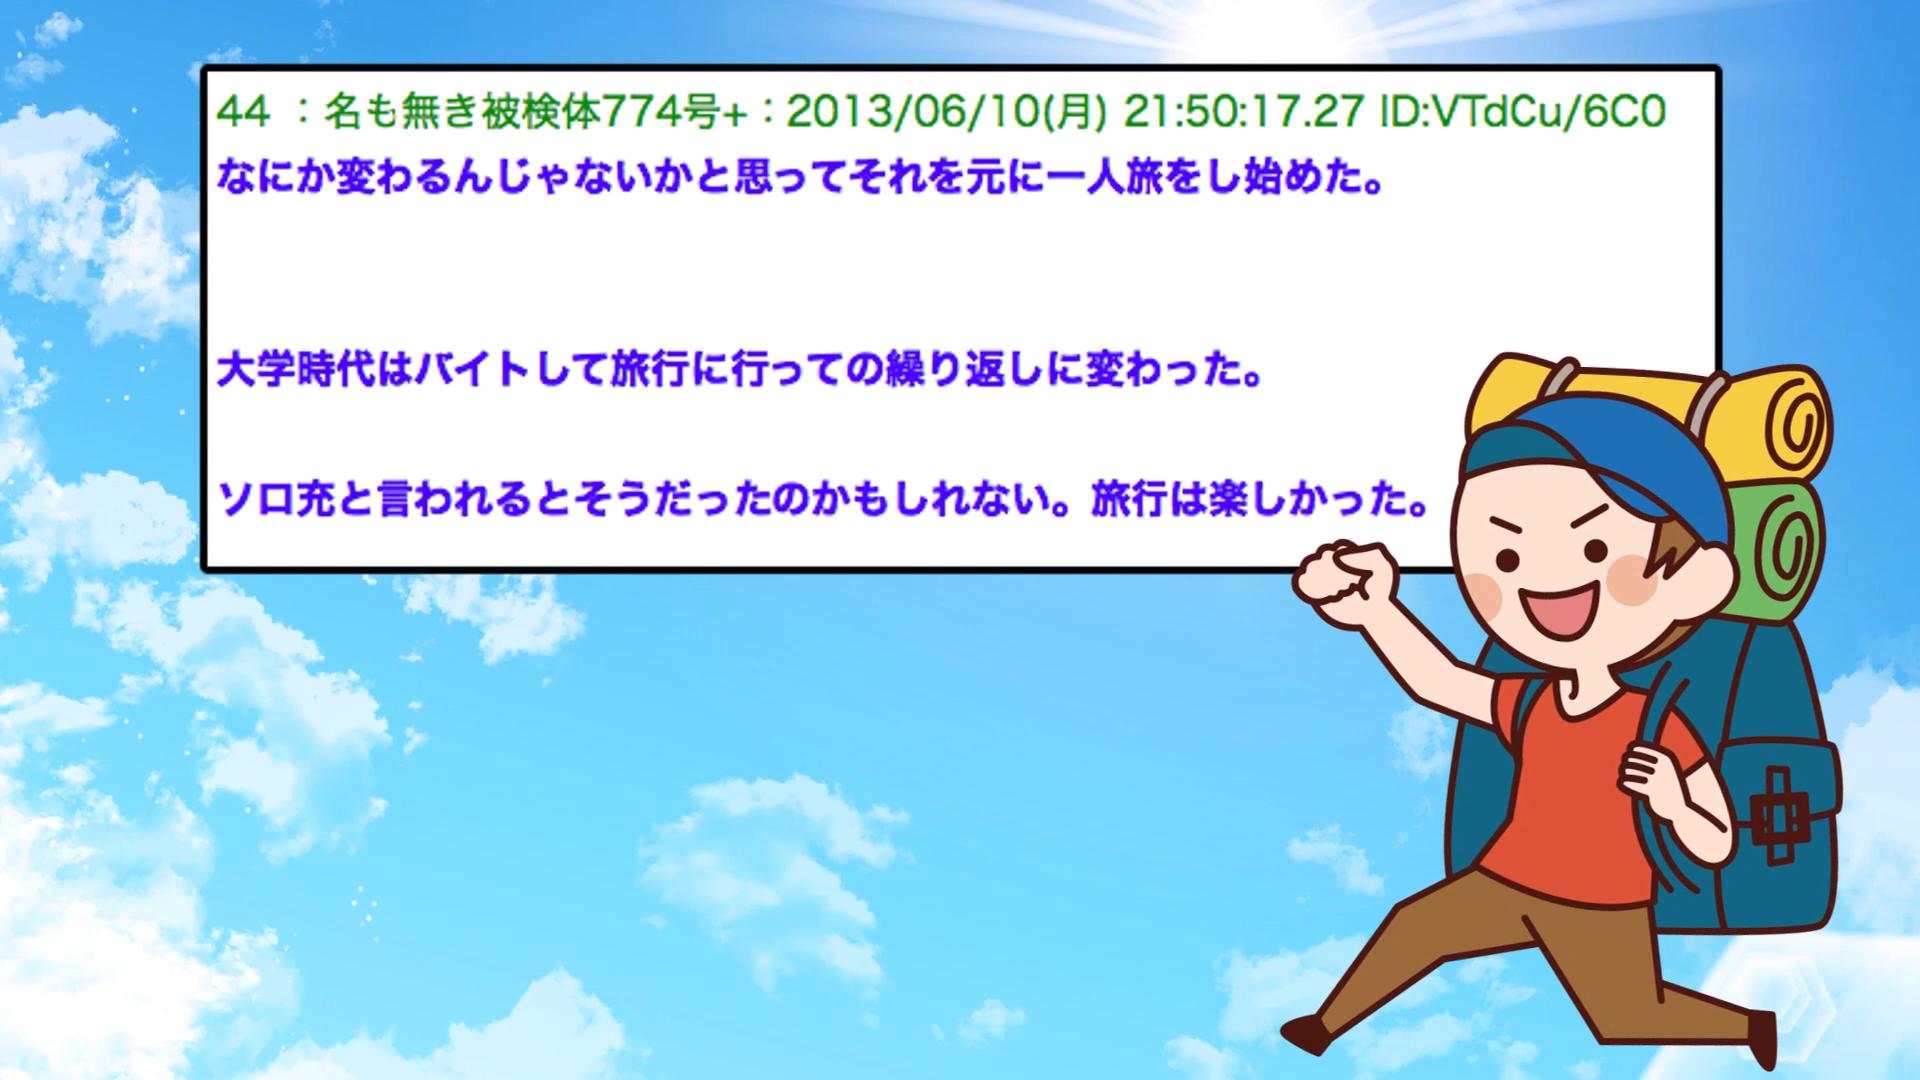 44 ：名も無き被検体774号+：2013/06/10(月) 21:50:17.27 ID:VTdCu/6C0
なにか変わるんじゃないかと思ってそれを元に一人旅をし始めた。
大学時代はバイトして旅行に行っての繰り返しに変わった。
ソロ充と言われるとそうだったのかもしれない。旅行は楽しかった。